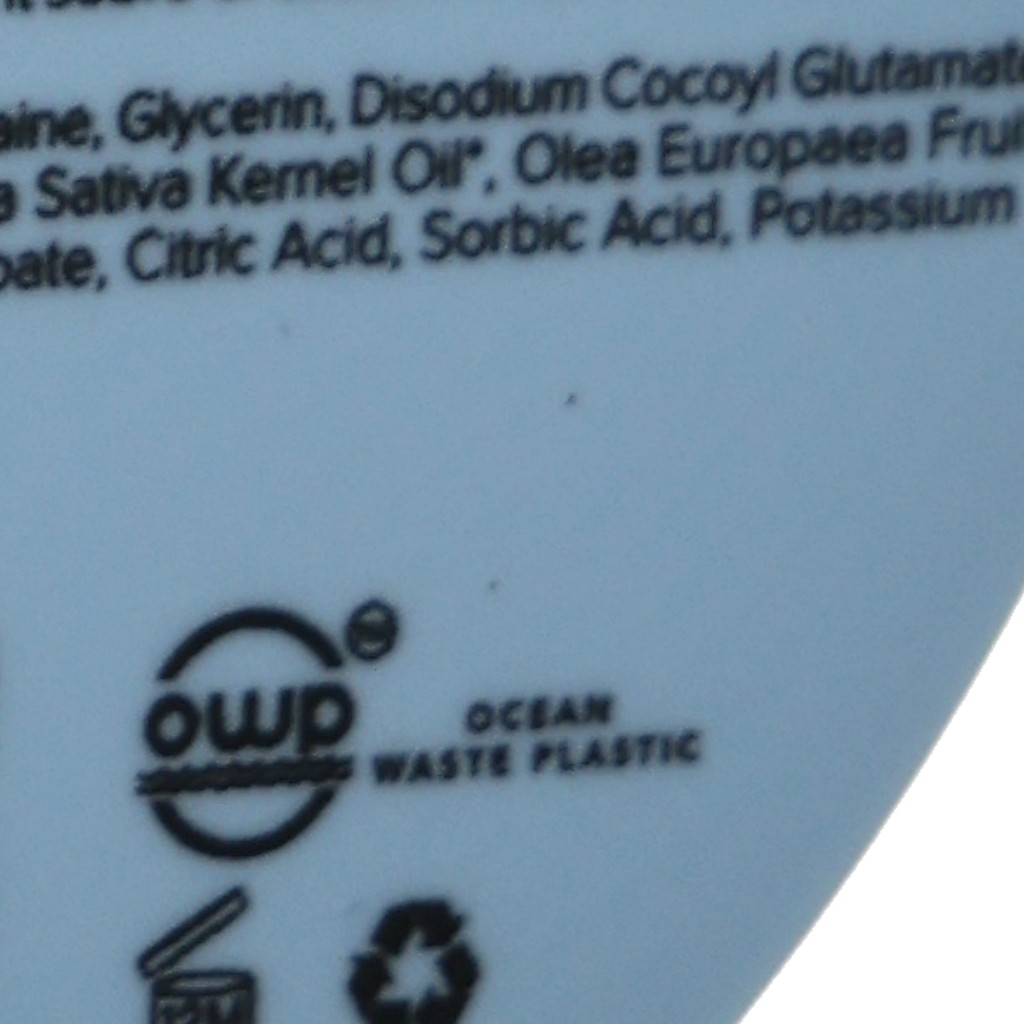 aine, Glycerin, Disodium Cocoyl Glutamate
a Sativa Kernel Oil*, Olea Europaea Frui
oate, Citric Acid, Sorbic Acid, Potassium
owp
OCEAN
WASTE PLASTIC